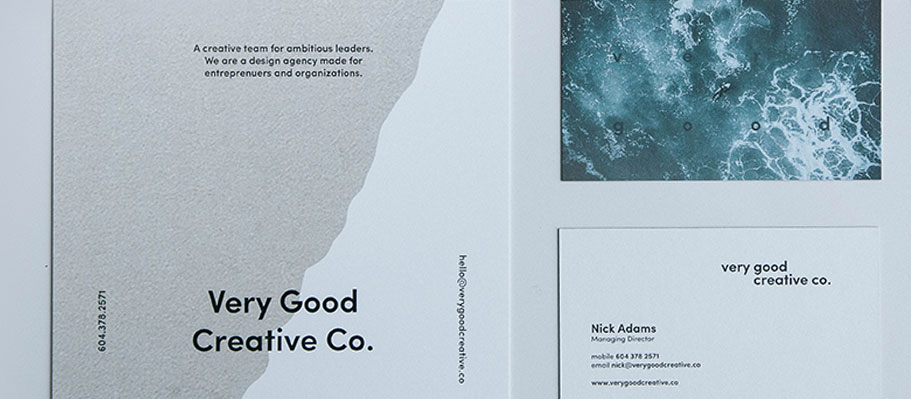 A creative team for ambitious leaders.
We are a design agency made for
entreprenuers and organizations.
Very Good
Creative Co.
604.378.2571
hello@verygoodcreative.co
v e r y
g o o d
very good
creative co.
Nick Adams
Managing Director
mobile 604 378 2571
email nick@verygoodcreative.co
www.verygoodcreative.co